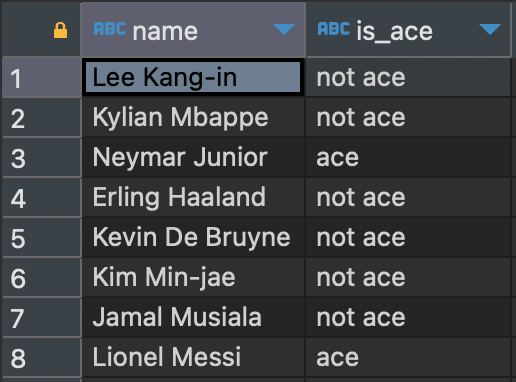 ABC name ABC is_ace
1 Lee Kang-in not ace
2 Kylian Mbappe not ace
3 Neymar Junior ace
4 Erling Haaland not ace
5 Kevin De Bruyne not ace
6 Kim Min-jae not ace
7 Jamal Musiala not ace
8 Lionel Messi ace